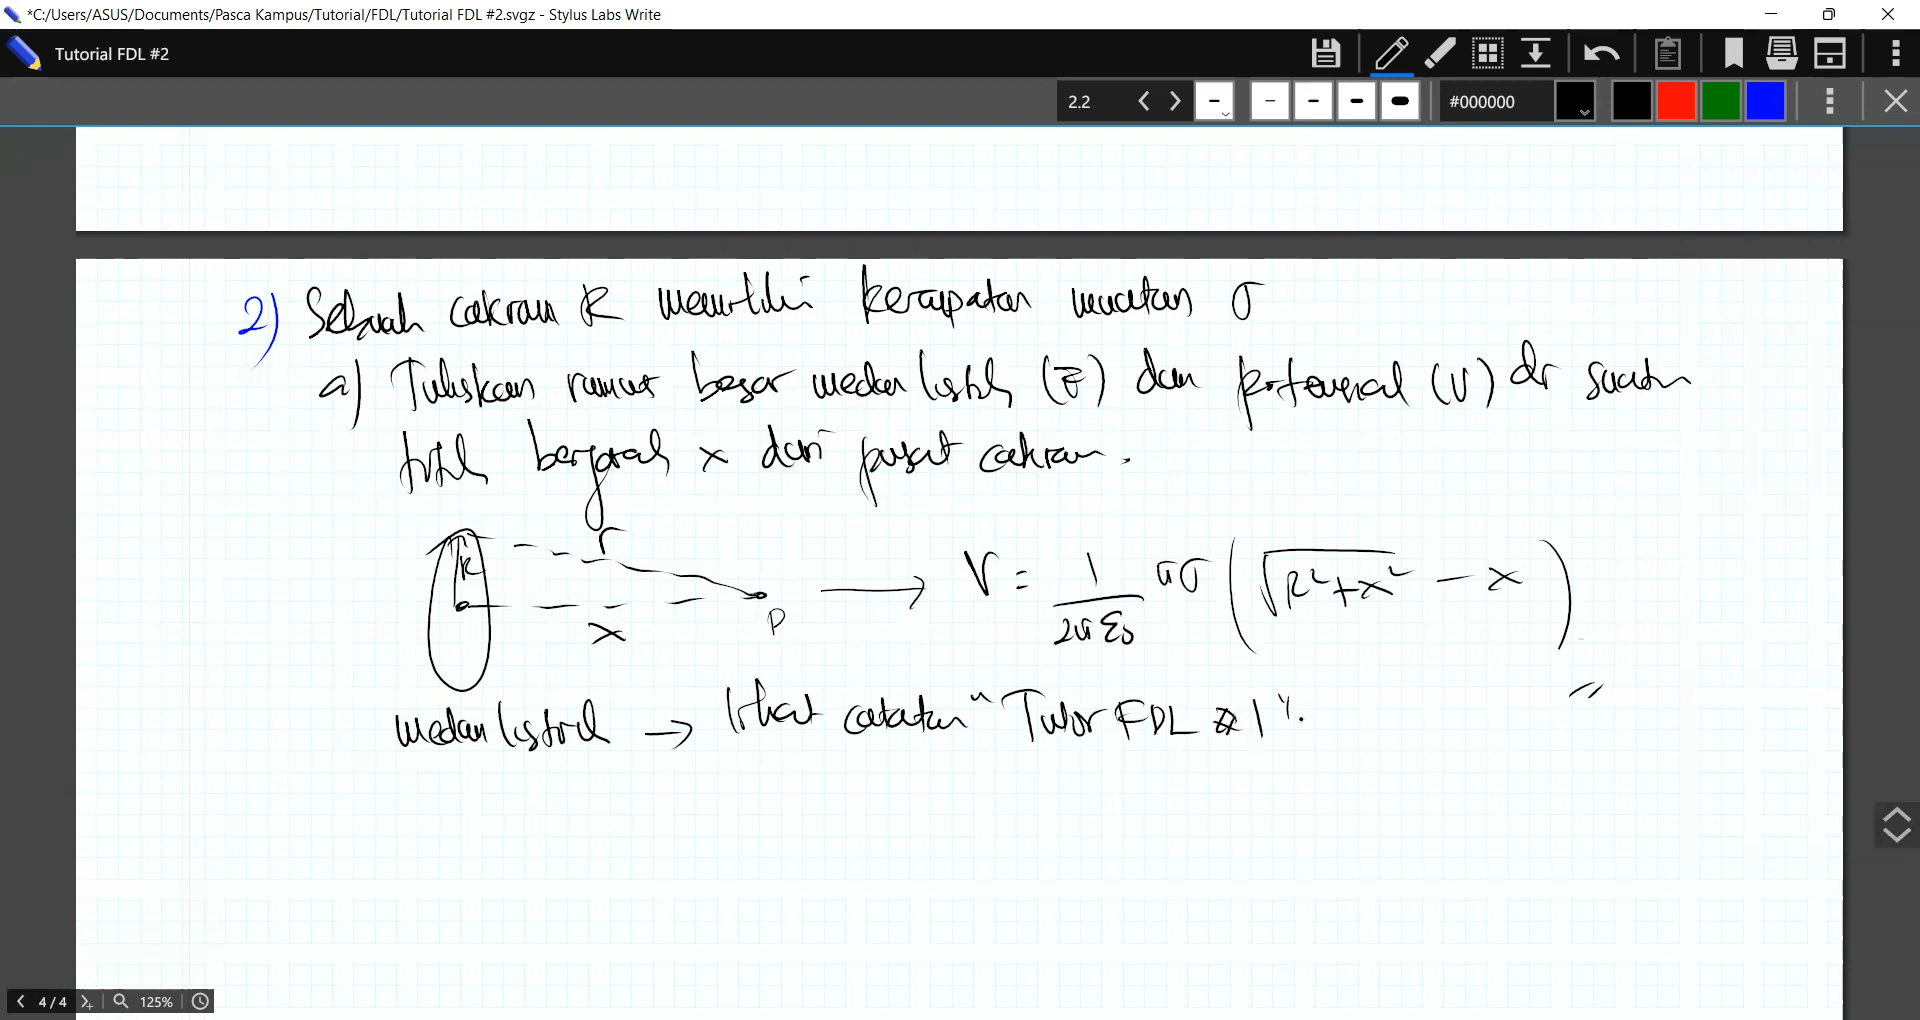 *C:/Users/ASUS/Documents/Pasca Kampus/Tutorial/FDL/Tutorial FDL #2.svgz - Stylus Labs Write
Tutorial FDL #2
2.2 #000000
2) Sebuah cakram R memiliki kerapatan muatan σ
a) Tuliskan rumus besar medan listrik (E) dan potensial (V) di suatu
titik berjarak x dari pusat cakram.
R r x P → V = 1/(2πε₀) πσ (√(R²+x²) − x)
medan listrik → lihat catatan "Tutor FDL #1".
4 / 4 125%